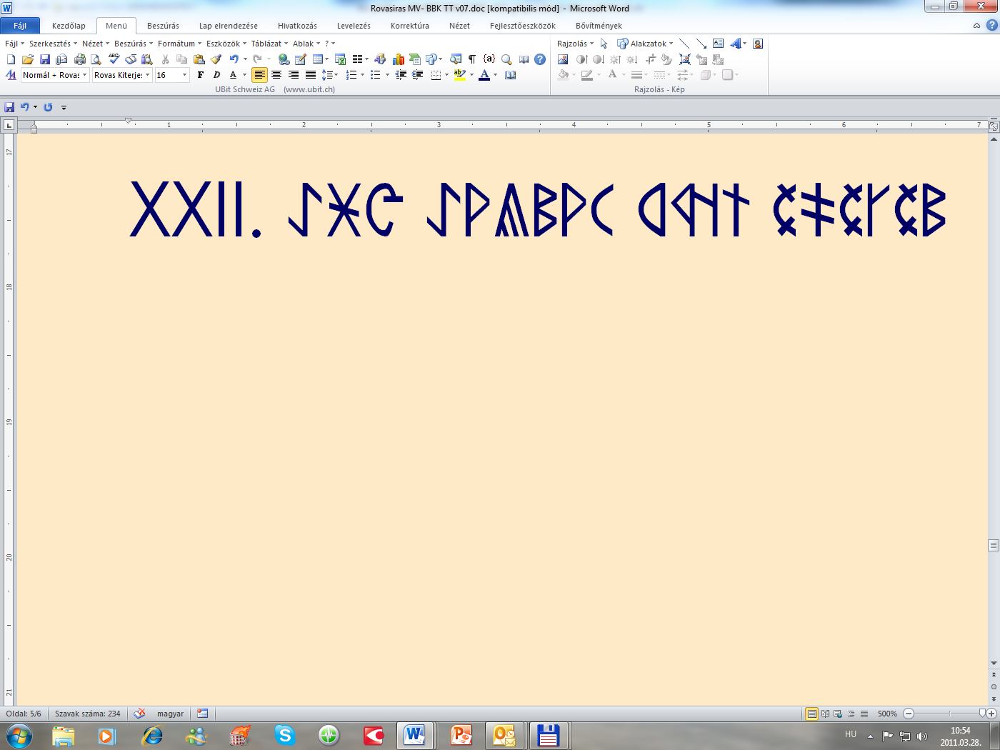 Rovasiras MV- BBK TT v07.doc [kompatibilis mód] - Microsoft Word
Fájl Kezdőlap Menü Beszúrás Lap elrendezése Hivatkozás Levelezés Korrektúra Nézet Fejlesztőeszközök Bővítmények
Fájl Szerkesztés Nézet Beszúrás Formátum Eszközök Táblázat Ablak ? Rajzolás Alakzatok
Normál + Rovas Rovas Kiterjes 16 F D A
UBit Schweiz AG (www.ubit.ch) Rajzolás - Kép
1 2 3 4 5 6 7
17
XXII.
18
19
20
21
Oldal: 5/6 Szavak száma: 234 magyar 500%
HU 10:54
2011.03.28.